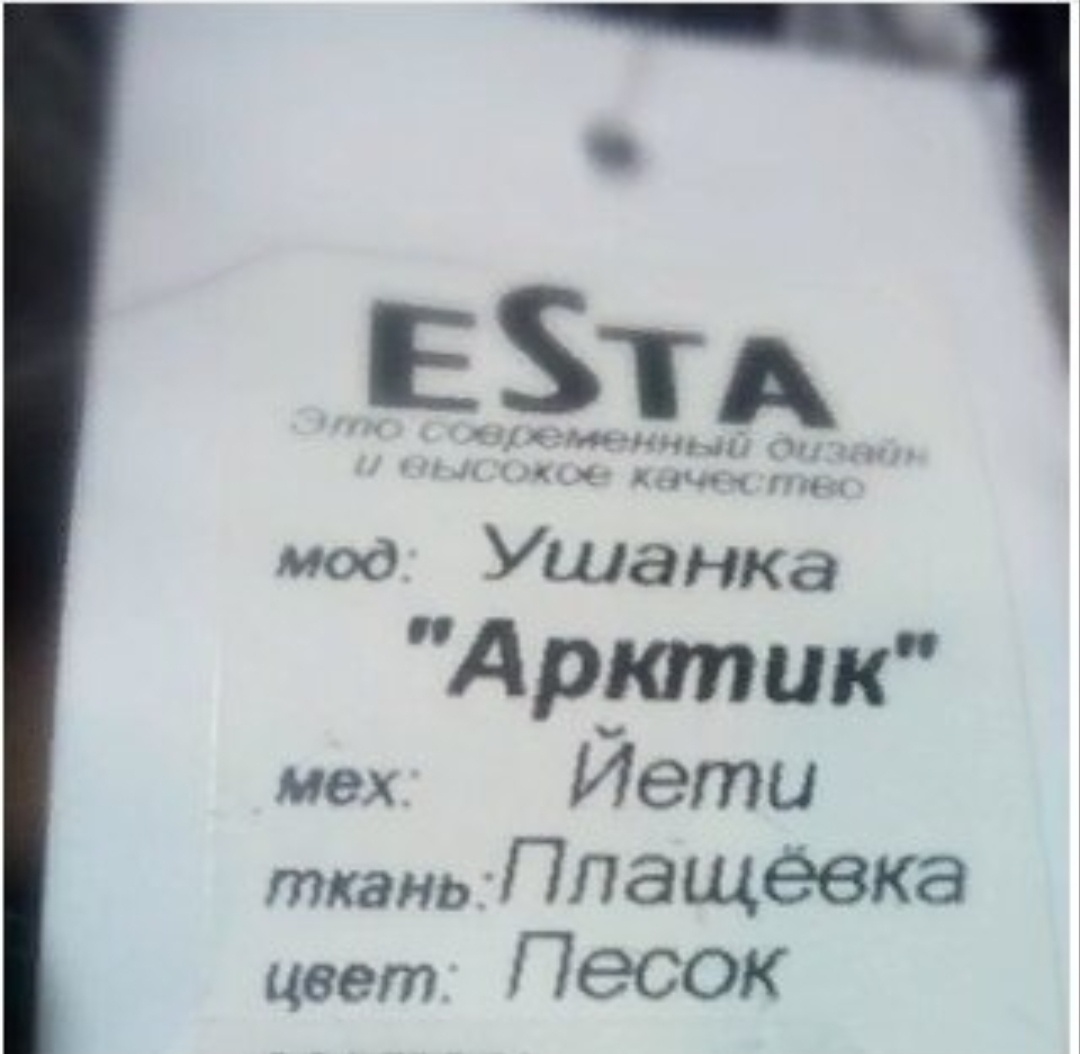 ESTA
Это современный дизайн
и высокое качество
мод: Ушанка
"Арктик"
мех: Йети
ткань: Плащёвка
цвет: Песок